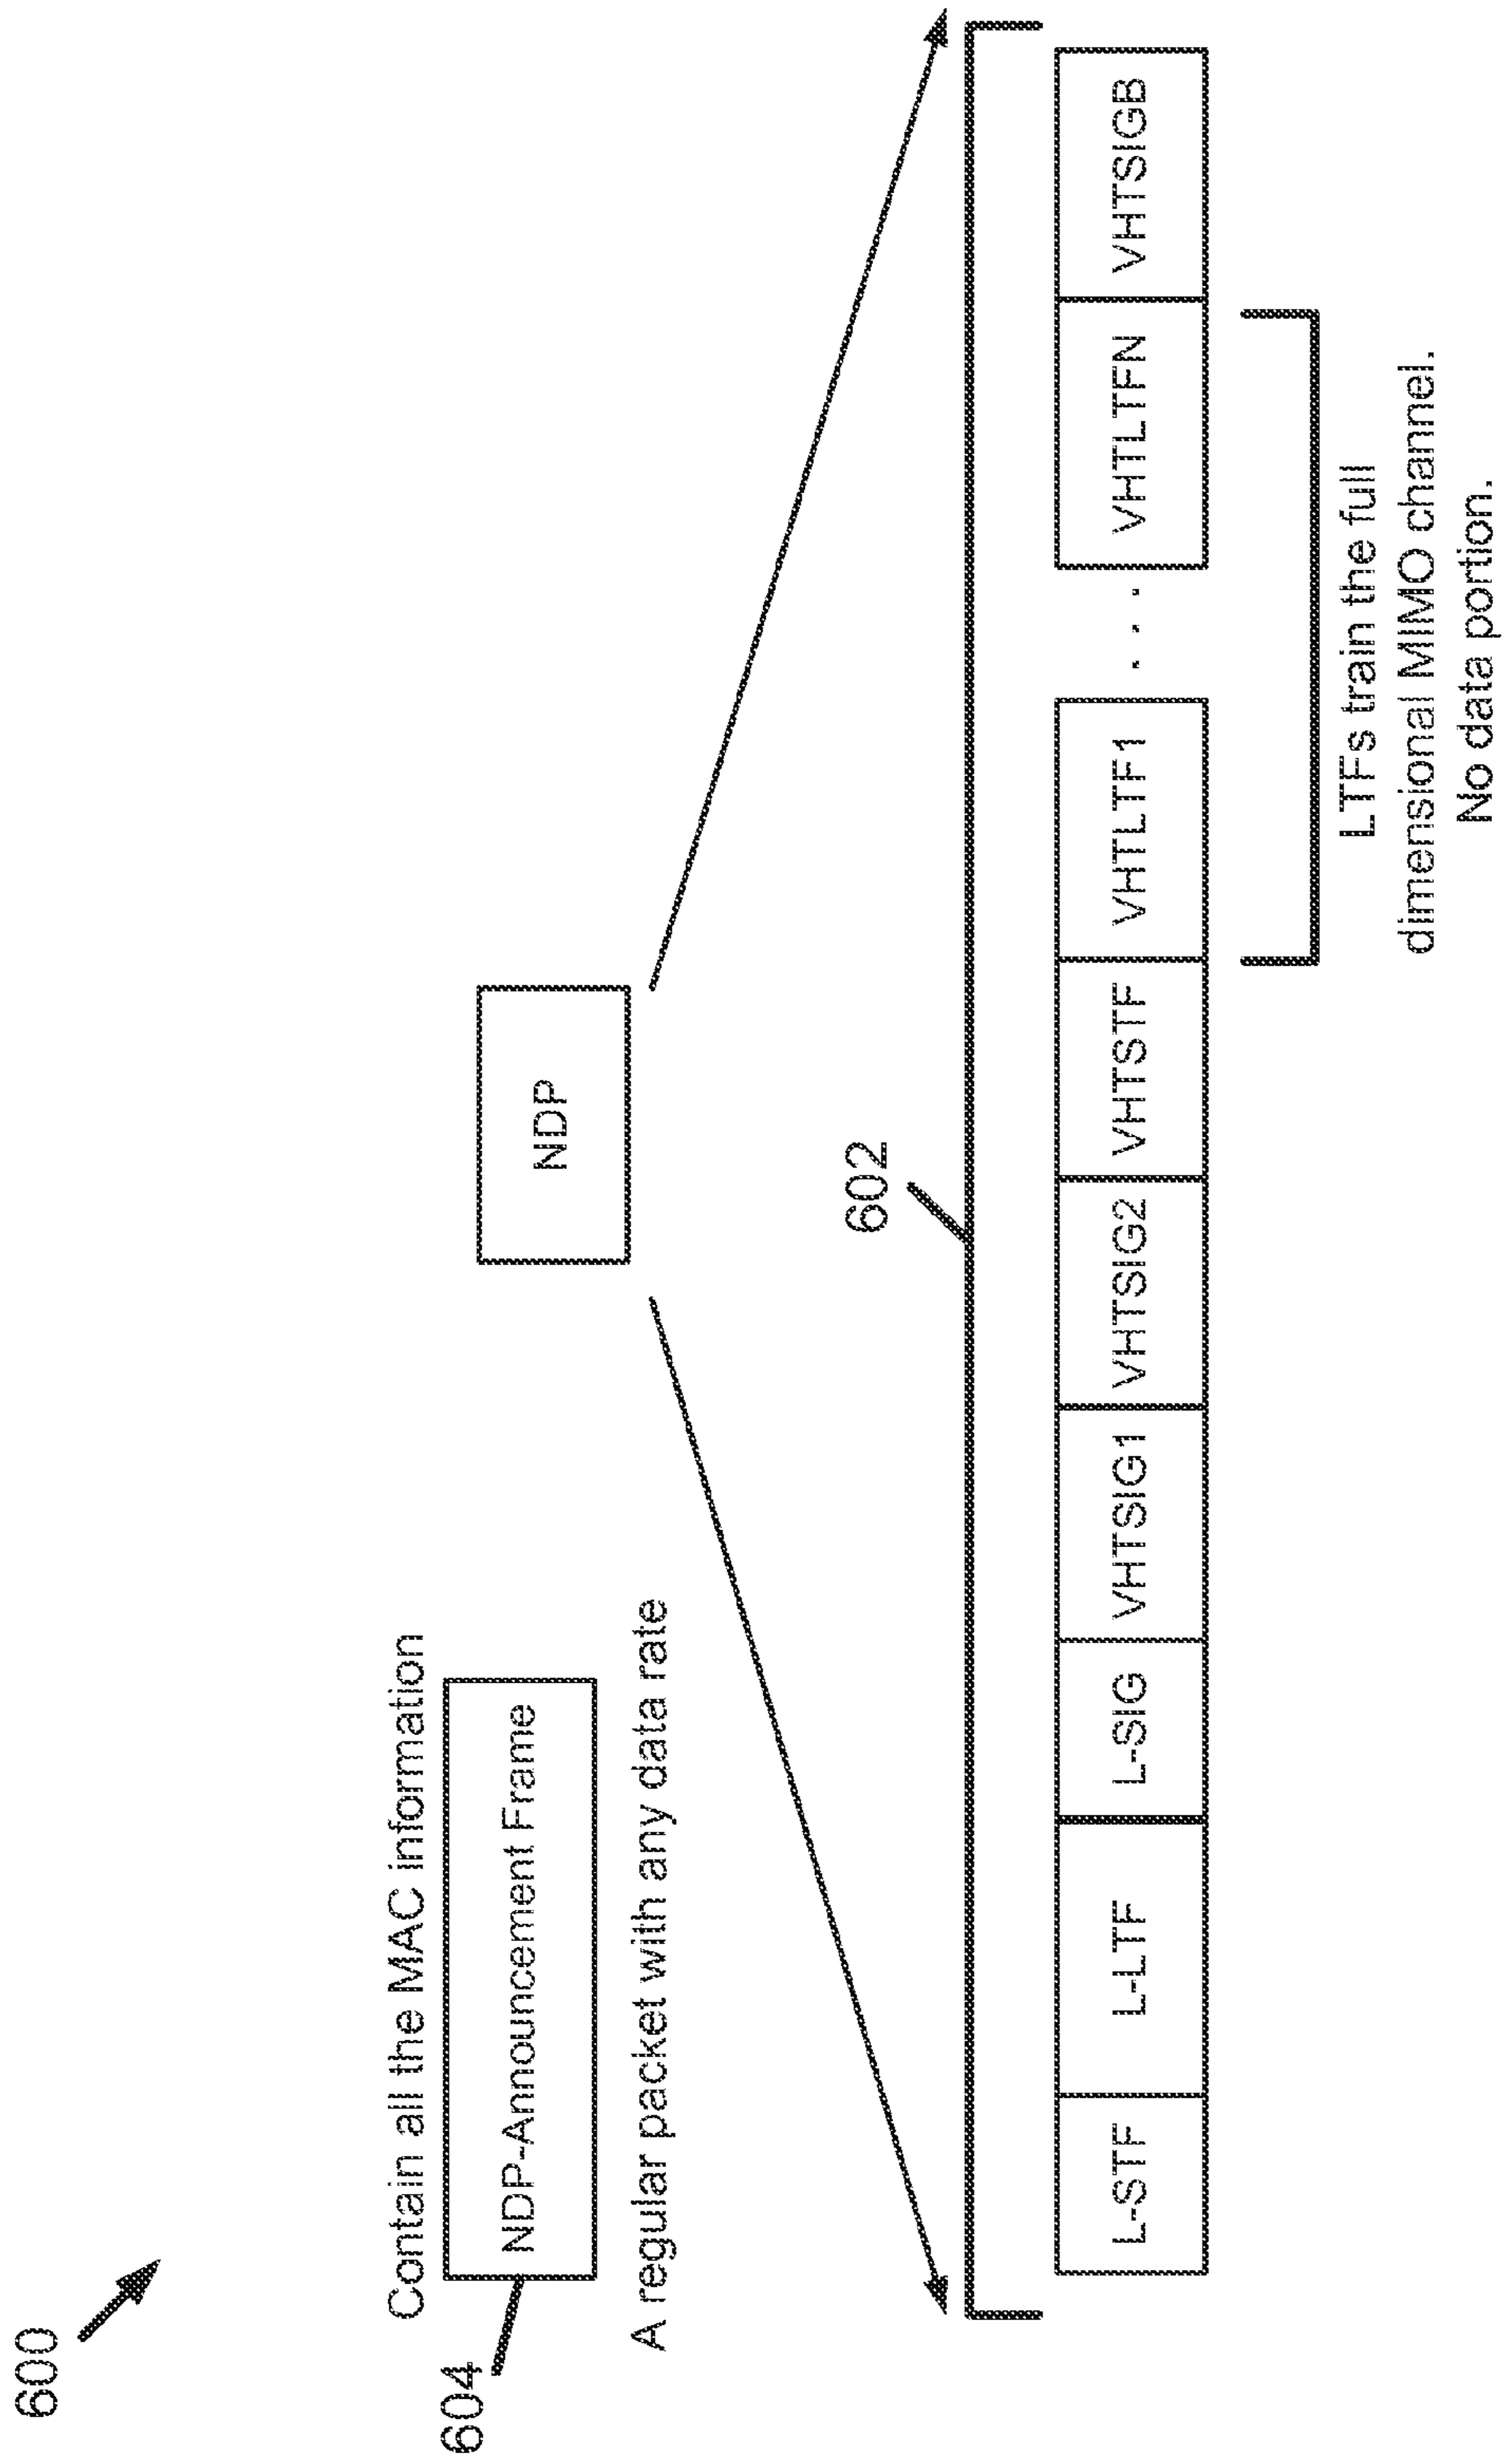 600
Contain all the MAC information
604
NDP-Announcement Frame
A regular packet with any data rate
NDP
602
L-STF L-LTF L-SIG VHTSIG1 VHTSIG2 VHTSTF VHTLTF1 . . . VHTLTFN VHTSIGB
LTFs train the full
dimensional MIMO channel.
No data portion.